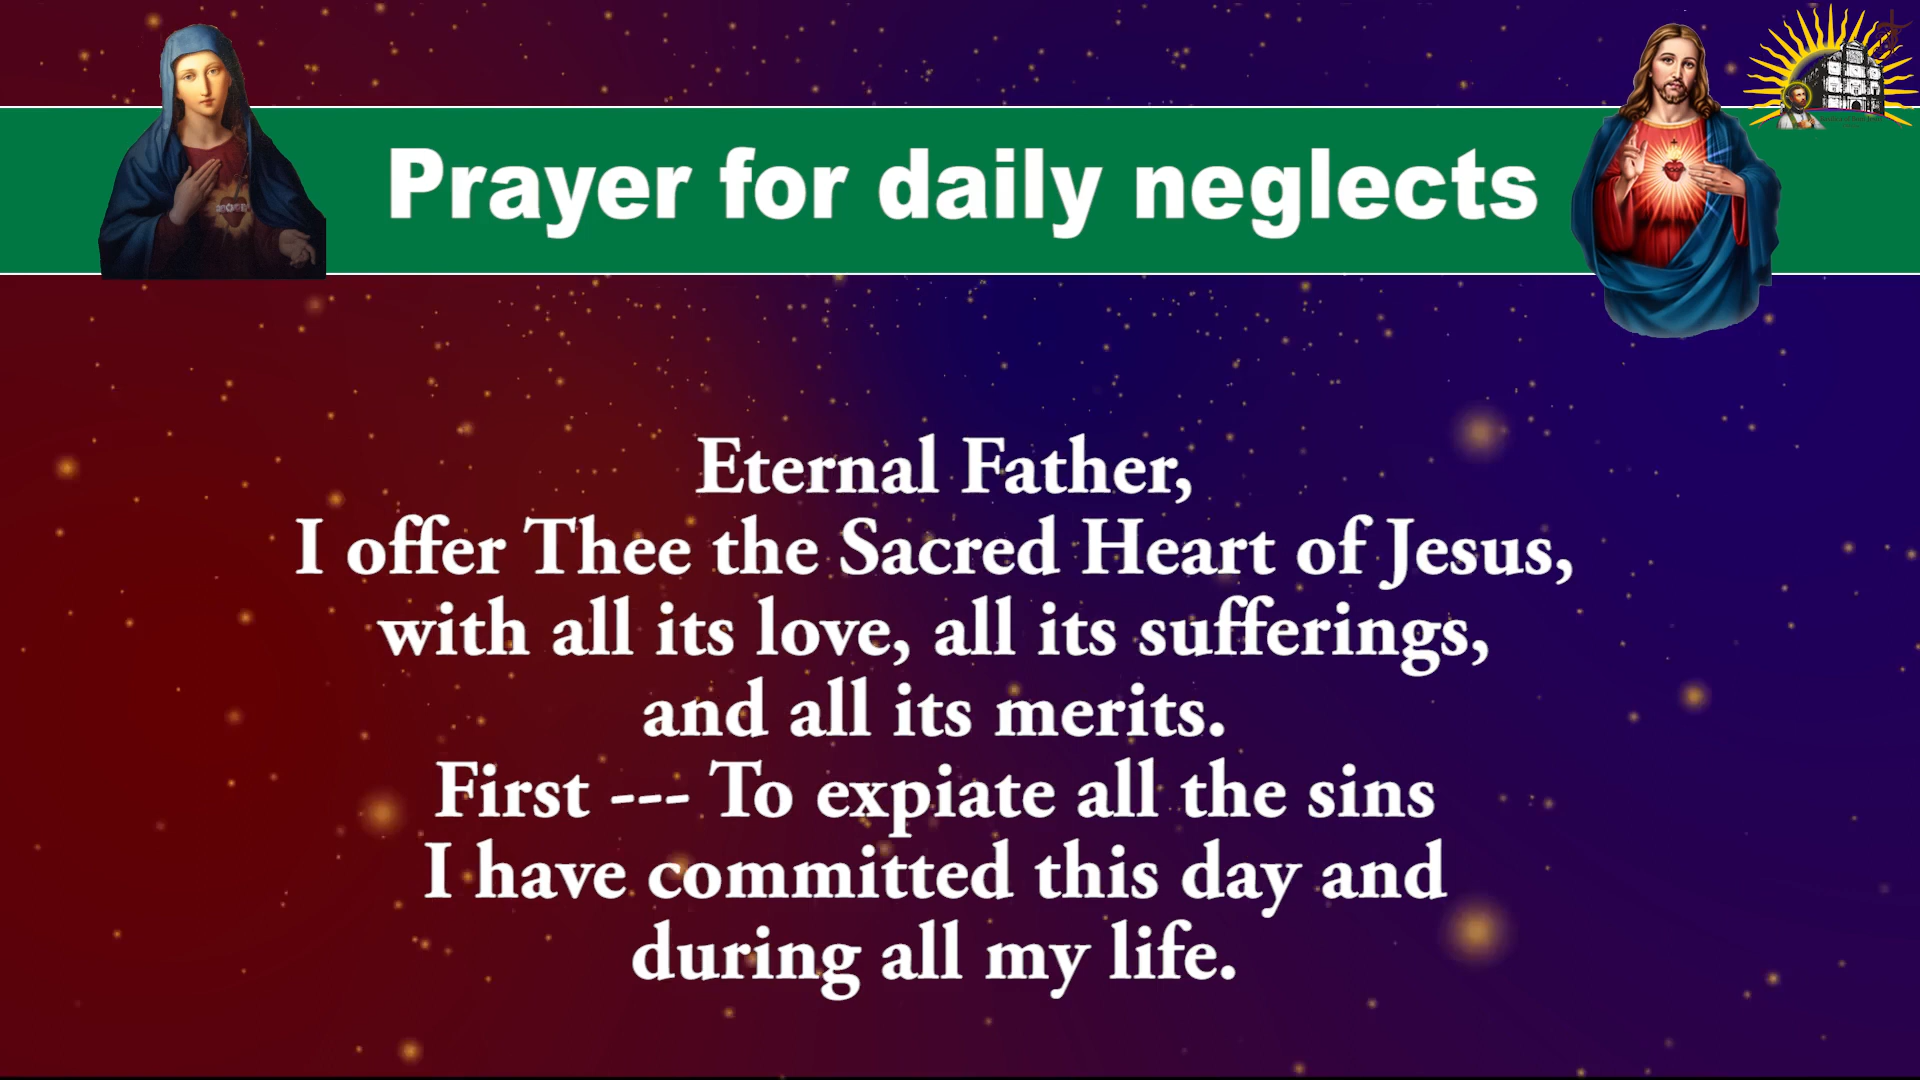 Prayer for daily neglects
Eternal Father,
I offer Thee the Sacred Heart of Jesus,
with all its love, all its sufferings,
and all its merits.
First --- To expiate all the sins
I have committed this day and
during all my life.